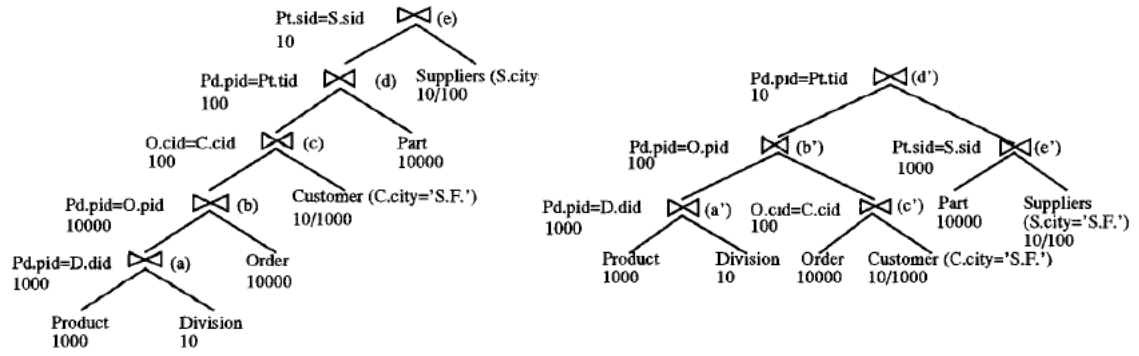 Pt.sid=S.sid
10
(e)
Pd.pid=Pt.tid
100
(d)
Suppliers (S.city:
10/100
O.cid=C.cid
100
(c)
Part
10000
Pd.pid=O.pid
10000
(b)
Customer (C.city='S.F.')
10/1000
Pd.pid=D.did
1000
(a)
Order
10000
Product
1000
Division
10
Pd.pid=Pt.tid
10
(d')
Pd.pid=O.pid
100
(b')
Pt.sid=S.sid
1000
(e')
Pd.pid=D.did
1000
(a')
O.cid=C.cid
100
(c')
Part
10000
Suppliers
(S.city='S.F.')
10/100
Product
1000
Division
10
Order
10000
Customer (C.city='S.F.')
10/1000